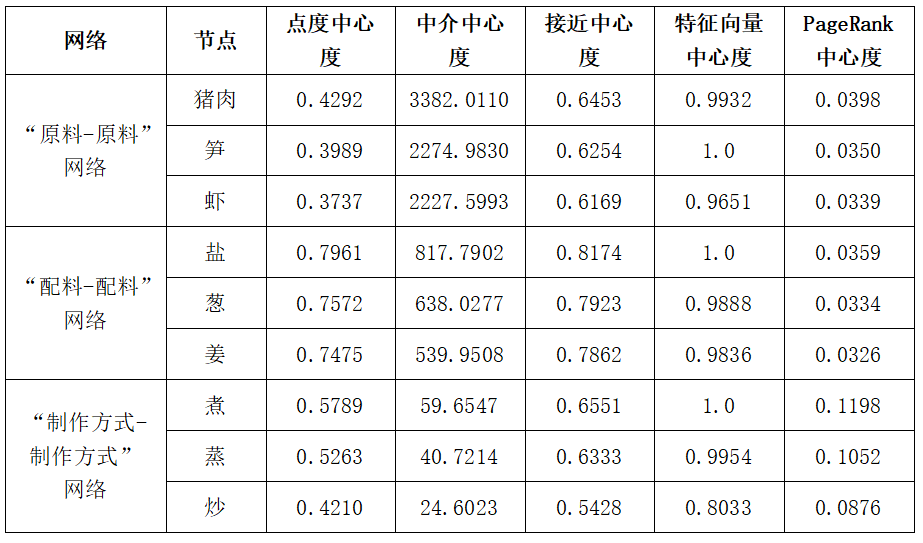 网络 节点 点度中心度 中介中心度 接近中心度 特征向量中心度 PageRank中心度
“原料-原料”网络 猪肉 0.4292 3382.0110 0.6453 0.9932 0.0398
笋 0.3989 2274.9830 0.6254 1.0 0.0350
虾 0.3737 2227.5993 0.6169 0.9651 0.0339
“配料-配料”网络 盐 0.7961 817.7902 0.8174 1.0 0.0359
葱 0.7572 638.0277 0.7923 0.9888 0.0334
姜 0.7475 539.9508 0.7862 0.9836 0.0326
“制作方式-制作方式”网络 煮 0.5789 59.6547 0.6551 1.0 0.1198
蒸 0.5263 40.7214 0.6333 0.9954 0.1052
炒 0.4210 24.6023 0.5428 0.8033 0.0876